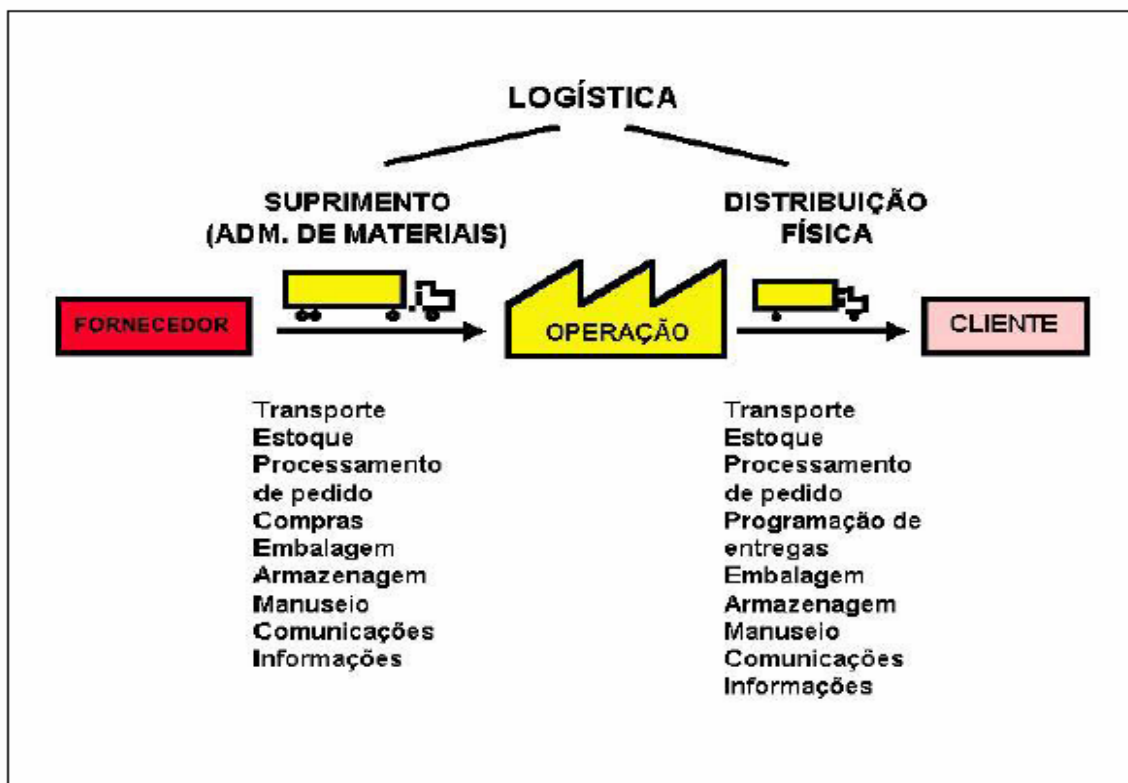 LOGÍSTICA
SUPRIMENTO
(ADM. DE MATERIAIS)
DISTRIBUIÇÃO
FÍSICA
FORNECEDOR
OPERAÇÃO
CLIENTE
Transporte
Estoque
Processamento
de pedido
Compras
Embalagem
Armazenagem
Manuseio
Comunicações
Informações
Transporte
Estoque
Processamento
de pedido
Programação de
entregas
Embalagem
Armazenagem
Manuseio
Comunicações
Informações